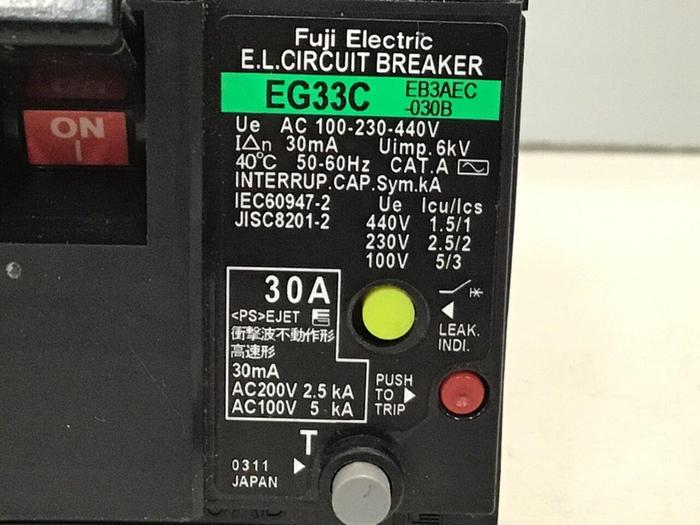 Fuji Electric
E.L.CIRCUIT BREAKER
EG33C EB3AEC
-030B
ON
Ue AC 100-230-440V
I△n 30mA Uimp.6kV
40°C 50-60Hz CAT.A
INTERRUP.CAP.Sym.kA
IEC60947-2 Ue Icu/Ics
JISC8201-2 440V 1.5/1
230V 2.5/2
100V 5/3
30A
<PS>EJET
衝撃波不動作形
高速形
30mA
AC200V 2.5 kA
AC100V 5 kA
LEAK.
INDI.
PUSH
TO
TRIP
T
0311
JAPAN